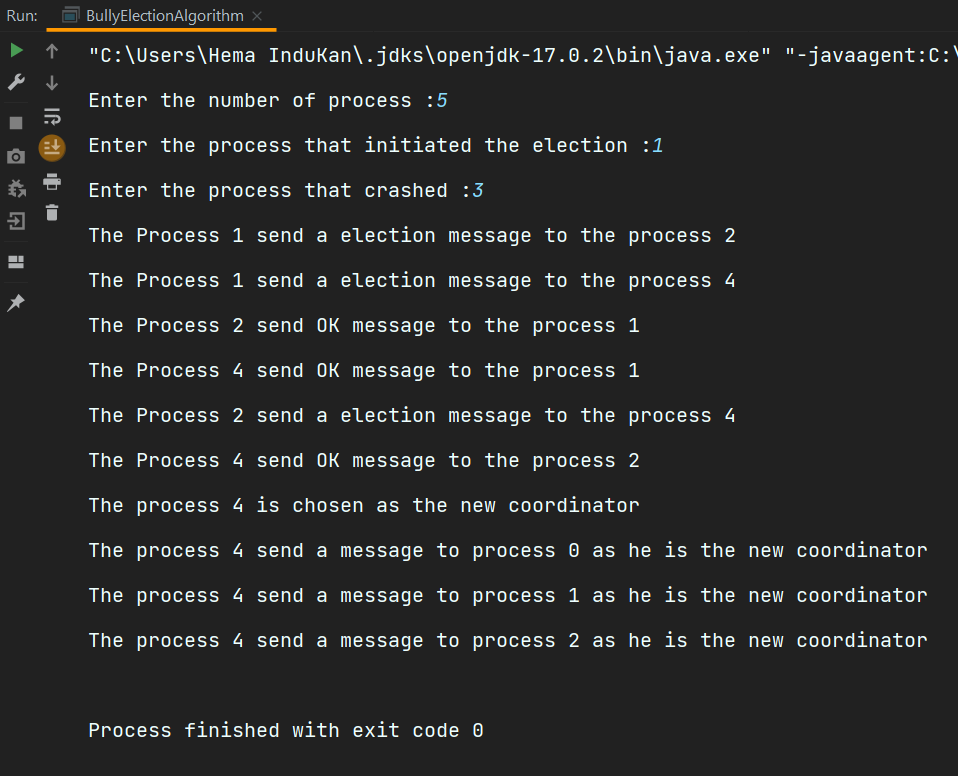 Run: BullyElectionAlgorithm
"C:\Users\Hema InduKan\.jdks\openjdk-17.0.2\bin\java.exe" "-javaagent:C:\
Enter the number of process :5
Enter the process that initiated the election :1
Enter the process that crashed :3
The Process 1 send a election message to the process 2
The Process 1 send a election message to the process 4
The Process 2 send OK message to the process 1
The Process 4 send OK message to the process 1
The Process 2 send a election message to the process 4
The Process 4 send OK message to the process 2
The process 4 is chosen as the new coordinator
The process 4 send a message to process 0 as he is the new coordinator
The process 4 send a message to process 1 as he is the new coordinator
The process 4 send a message to process 2 as he is the new coordinator
Process finished with exit code 0